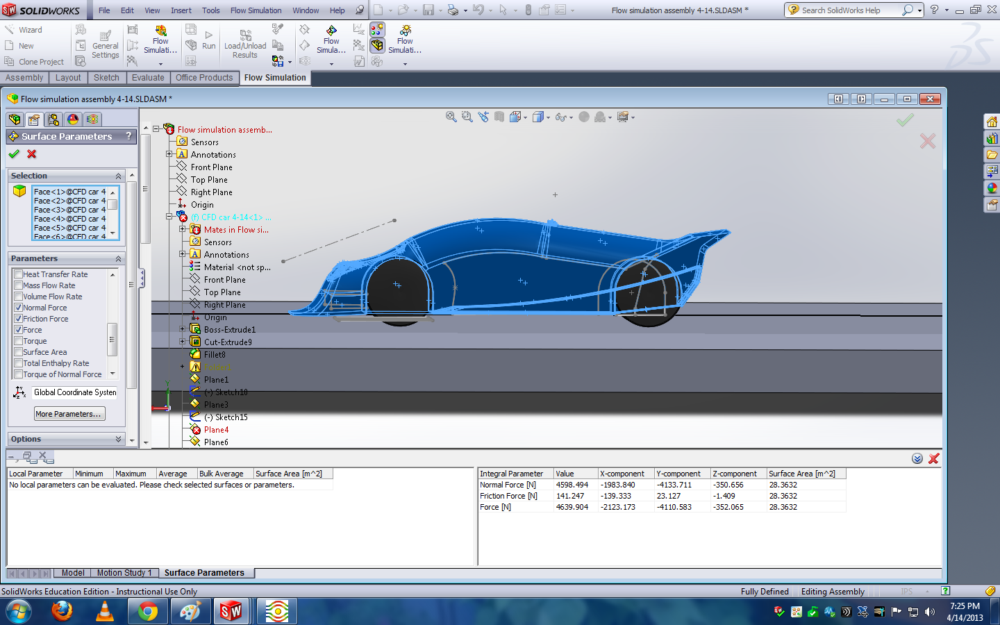 SOLIDWORKS File Edit View Insert Tools Flow Simulation Window Help Flow simulation assembly 4-14.SLDASM * Search SolidWorks Help
Wizard
New
Clone Project
General
Settings
Flow
Simulati...
Run
Load/Unload
Results
Flow
Simula...
Flow
Simulati...
Assembly Layout Sketch Evaluate Office Products Flow Simulation
Flow simulation assembly 4-14.SLDASM *
Surface Parameters ?
Selection
Face<1>@CFD car 4
Face<2>@CFD car 4
Face<3>@CFD car 4
Face<4>@CFD car 4
Face<5>@CFD car 4
Face<6>@CFD car 4
Parameters
Heat Transfer Rate
Mass Flow Rate
Volume Flow Rate
Normal Force
Friction Force
Force
Torque
Surface Area
Total Enthalpy Rate
Torque of Normal Force
Global Coordinate System
More Parameters...
Options
Flow simulation assemb...
Sensors
Annotations
Front Plane
Top Plane
Right Plane
Origin
(f) CFD car 4-14<1> ...
Mates in Flow si...
Sensors
Annotations
Material <not sp...
Front Plane
Top Plane
Right Plane
Origin
Boss-Extrude1
Cut-Extrude9
Fillet8
Plane1
(-) Sketch10
Plane3
(-) Sketch15
Plane4
Plane6
Y
Local Parameter Minimum Maximum Average Bulk Average Surface Area [m^2]
No local parameters can be evaluated. Please check selected surfaces or parameters.
Integral Parameter Value X-component Y-component Z-component Surface Area [m^2]
Normal Force [N] 4598.494 -1983.840 -4133.711 -350.656 28.3632
Friction Force [N] 141.247 -139.333 23.127 -1.409 28.3632
Force [N] 4639.904 -2123.173 -4110.583 -352.065 28.3632
Model Motion Study 1 Surface Parameters
SolidWorks Education Edition - Instructional Use Only Fully Defined Editing Assembly IPS
7:25 PM
4/14/2013